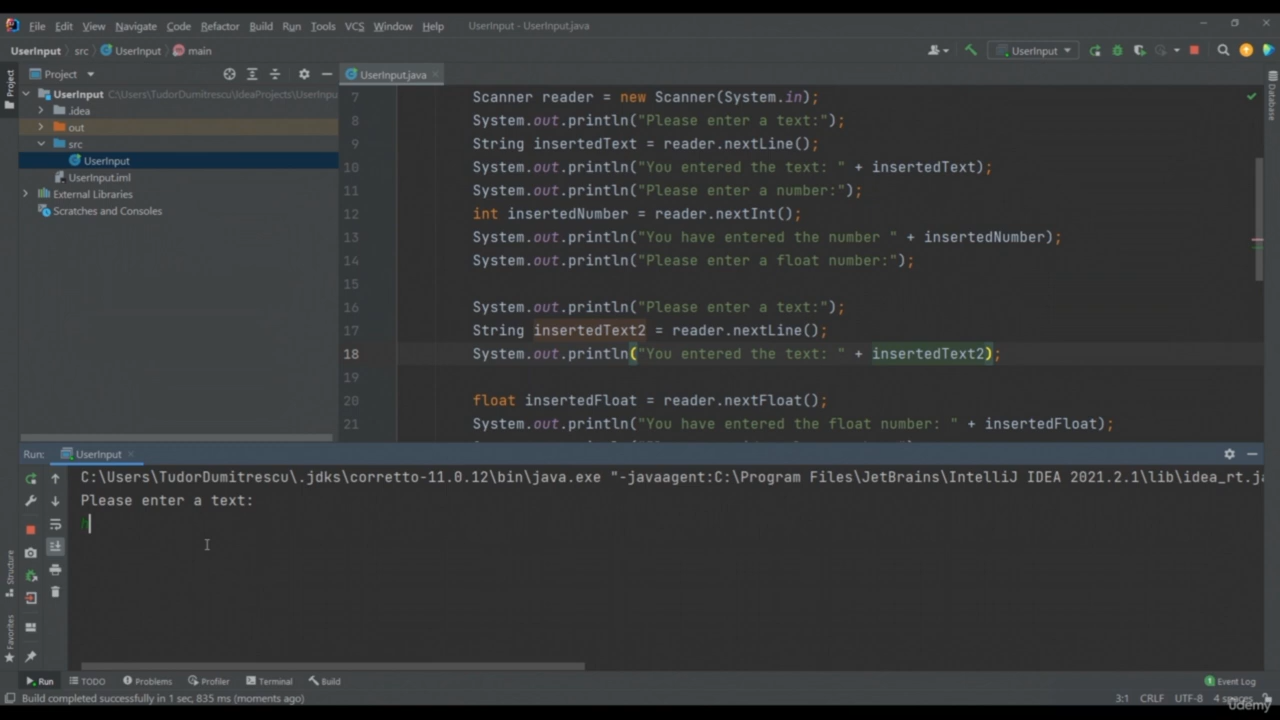 File Edit View Navigate Code Refactor Build Run Tools VCS Window Help UserInput - UserInput.java
UserInput src UserInput main UserInput
Project
Project UserInput.java
UserInput C:\Users\TudorDumitrescu\IdeaProjects\UserInpu
.idea
out
src
UserInput
UserInput.iml
External Libraries
Scratches and Consoles
Database
7 Scanner reader = new Scanner(System.in);
8 System.out.println("Please enter a text:");
9 String insertedText = reader.nextLine();
10 System.out.println("You entered the text: " + insertedText);
11 System.out.println("Please enter a number:");
12 int insertedNumber = reader.nextInt();
13 System.out.println("You have entered the number " + insertedNumber);
14 System.out.println("Please enter a float number:");
15
16 System.out.println("Please enter a text:");
17 String insertedText2 = reader.nextLine();
18 System.out.println("You entered the text: " + insertedText2);
19
20 float insertedFloat = reader.nextFloat();
21 System.out.println("You have entered the float number: " + insertedFloat);
Run: UserInput
C:\Users\TudorDumitrescu\.jdks\corretto-11.0.12\bin\java.exe "-javaagent:C:\Program Files\JetBrains\IntelliJ IDEA 2021.2.1\lib\idea_rt.ja
Please enter a text:
Structure
Favorites
Run TODO Problems Profiler Terminal Build Event Log
Build completed successfully in 1 sec, 835 ms (moments ago) 3:1 CRLF UTF-8 4 spaces
udemy